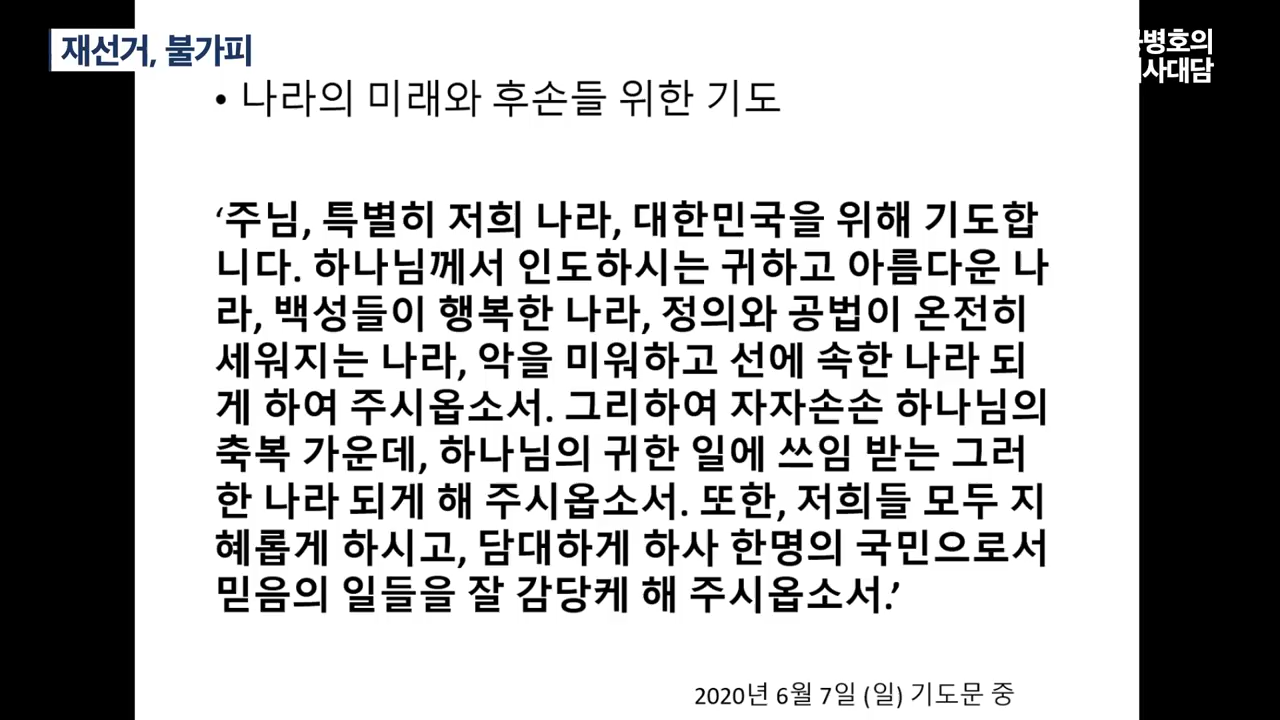 재선거, 불가피
병호의
사대담
• 나라의 미래와 후손들 위한 기도
‘주님, 특별히 저희 나라, 대한민국을 위해 기도합
니다. 하나님께서 인도하시는 귀하고 아름다운 나
라, 백성들이 행복한 나라, 정의와 공법이 온전히
세워지는 나라, 악을 미워하고 선에 속한 나라 되
게 하여 주시옵소서. 그리하여 자자손손 하나님의
축복 가운데, 하나님의 귀한 일에 쓰임 받는 그러
한 나라 되게 해 주시옵소서. 또한, 저희들 모두 지
혜롭게 하시고, 담대하게 하사 한명의 국민으로서
믿음의 일들을 잘 감당케 해 주시옵소서.’
2020년 6월 7일 (일) 기도문 중